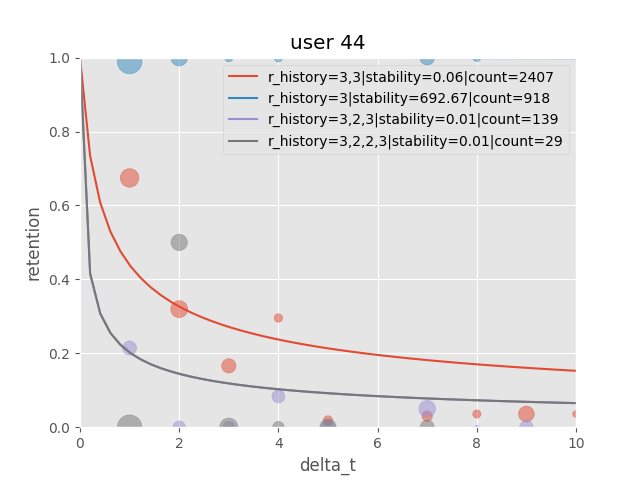 user 44
r_history=3,3|stability=0.06|count=2407
r_history=3|stability=692.67|count=918
r_history=3,2,3|stability=0.01|count=139
r_history=3,2,2,3|stability=0.01|count=29
retention
1.0
0.8
0.6
0.4
0.2
0.0
0 2 4 6 8 10
delta_t